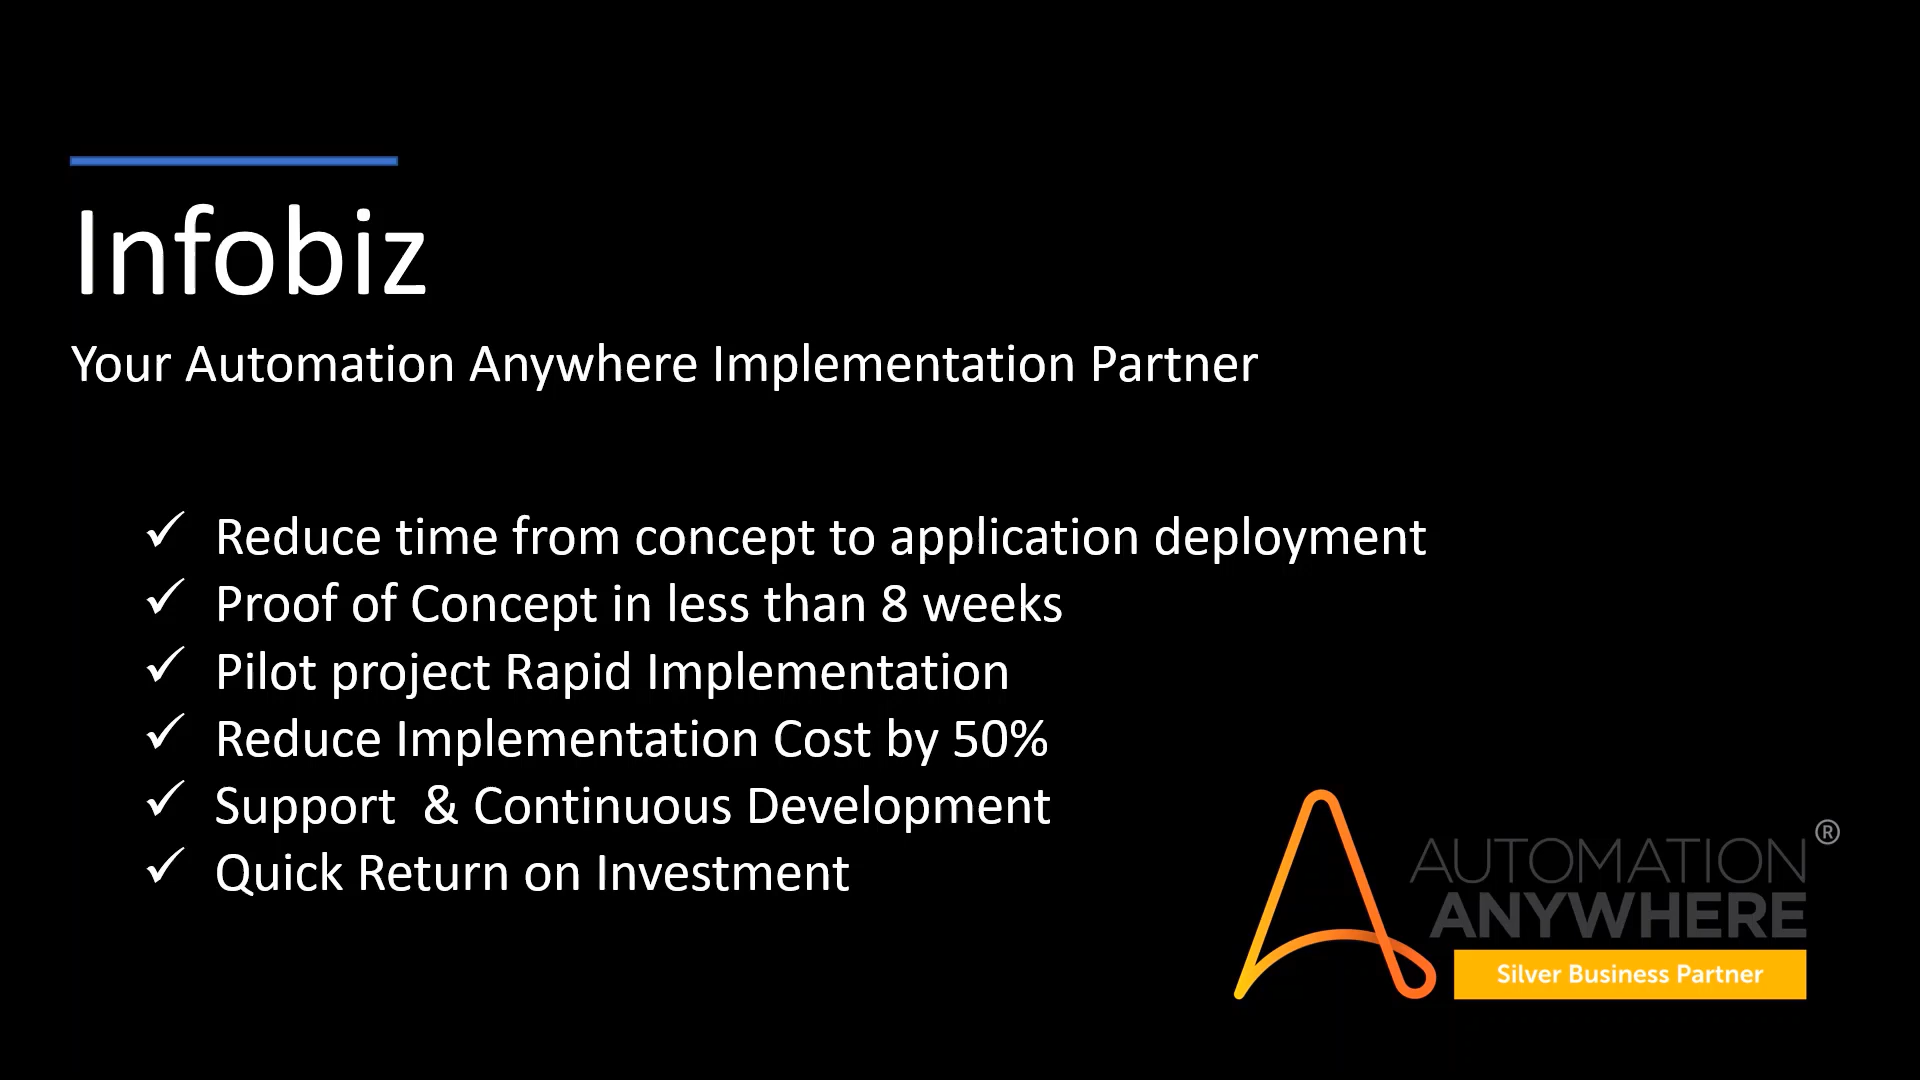 Infobiz
Your Automation Anywhere Implementation Partner
✓ Reduce time from concept to application deployment
✓ Proof of Concept in less than 8 weeks
✓ Pilot project Rapid Implementation
✓ Reduce Implementation Cost by 50%
✓ Support  & Continuous Development
✓ Quick Return on Investment
AUTOMATION ®
ANYWHERE
Silver Business Partner